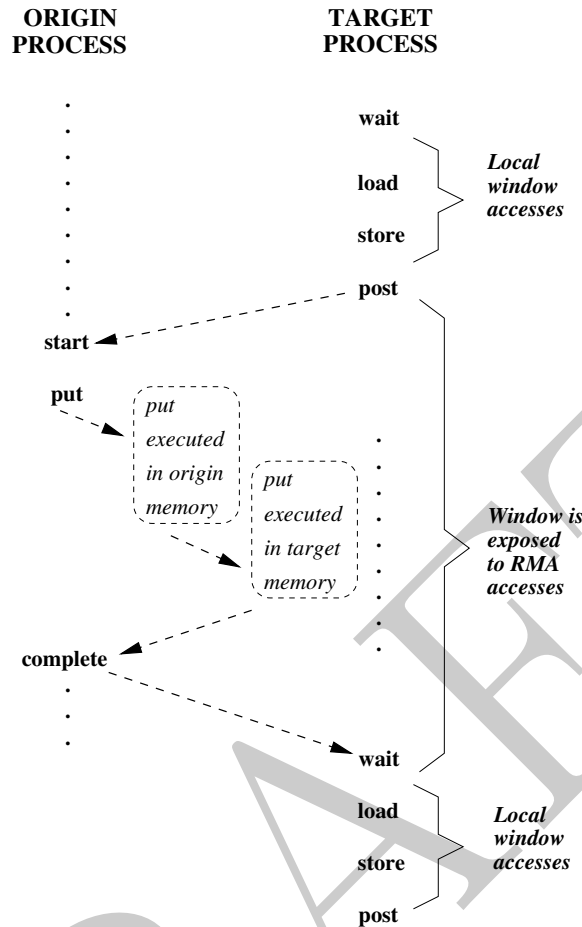 ORIGIN
PROCESS
TARGET
PROCESS
wait
load
store
Local
window
accesses
post
start
put
put
executed
in origin
memory
put
executed
in target
memory
Window is
exposed
to RMA
accesses
complete
wait
load
store
post
Local
window
accesses